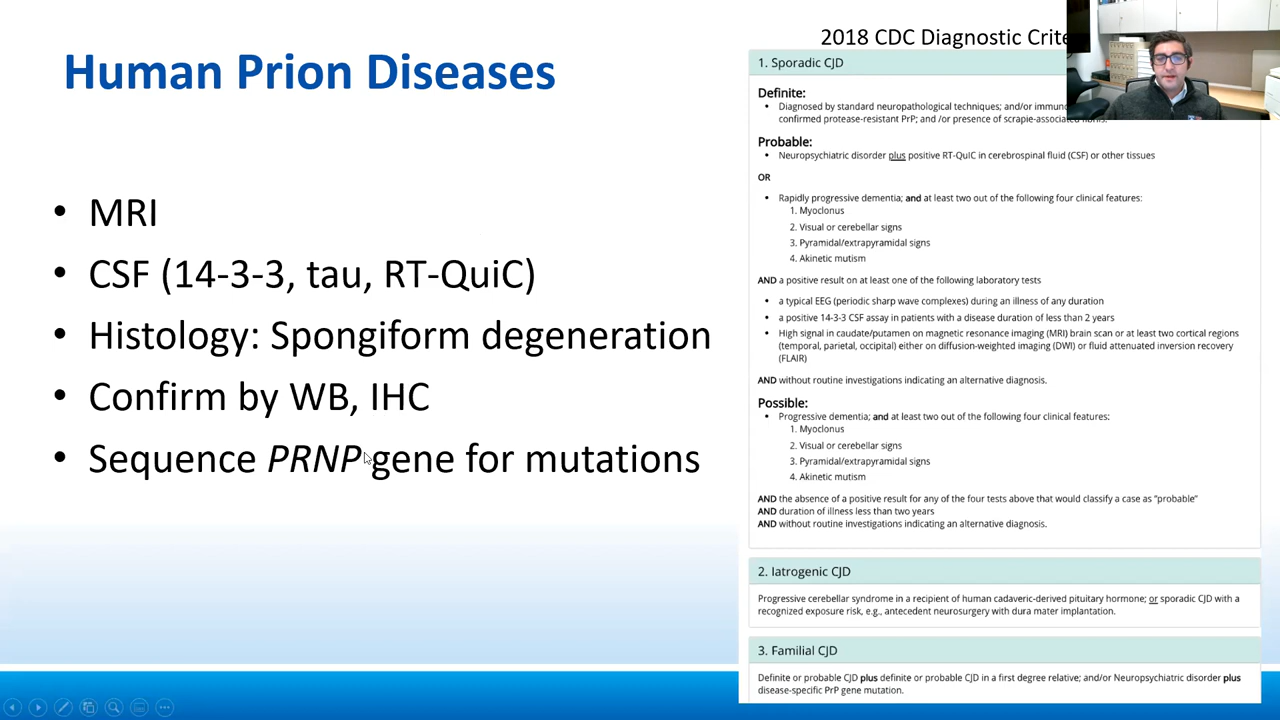 Human Prion Diseases
• MRI
• CSF (14-3-3, tau, RT-QuiC)
• Histology: Spongiform degeneration
• Confirm by WB, IHC
• Sequence PRNP gene for mutations
2018 CDC Diagnostic
1. Sporadic CJD
Definite:
• Diagnosed by standard neuropathological techniques; and/or
confirmed protease-resistant PrP; and /or presence of
Probable:
• Neuropsychiatric disorder plus positive RT-QuIC in cerebrospinal fluid (CSF) or other tissues
OR
• Rapidly progressive dementia; and at least two out of the following four clinical features:
1. Myoclonus
2. Visual or cerebellar signs
3. Pyramidal/extrapyramidal signs
4. Akinetic mutism
AND a positive result on at least one of the following laboratory tests
• a typical EEG (periodic sharp wave complexes) during an illness of any duration
• a positive 14-3-3 CSF assay in patients with a disease duration of less than 2 years
• High signal in caudate/putamen on magnetic resonance imaging (MRI) brain scan or at least two cortical regions
(temporal, parietal, occipital) either on diffusion-weighted imaging (DWI) or fluid attenuated inversion recovery
(FLAIR)
AND without routine investigations indicating an alternative diagnosis.
Possible:
• Progressive dementia; and at least two out of the following four clinical features:
1. Myoclonus
2. Visual or cerebellar signs
3. Pyramidal/extrapyramidal signs
4. Akinetic mutism
AND the absence of a positive result for any of the four tests above that would classify a case as “probable”
AND duration of illness less than two years
AND without routine investigations indicating an alternative diagnosis.
2. Iatrogenic CJD
Progressive cerebellar syndrome in a recipient of human cadaveric-derived pituitary hormone; or sporadic CJD with a
recognized exposure risk, e.g., antecedent neurosurgery with dura mater implantation.
3. Familial CJD
Definite or probable CJD plus definite or probable CJD in a first degree relative; and/or Neuropsychiatric disorder plus
disease-specific PrP gene mutation.